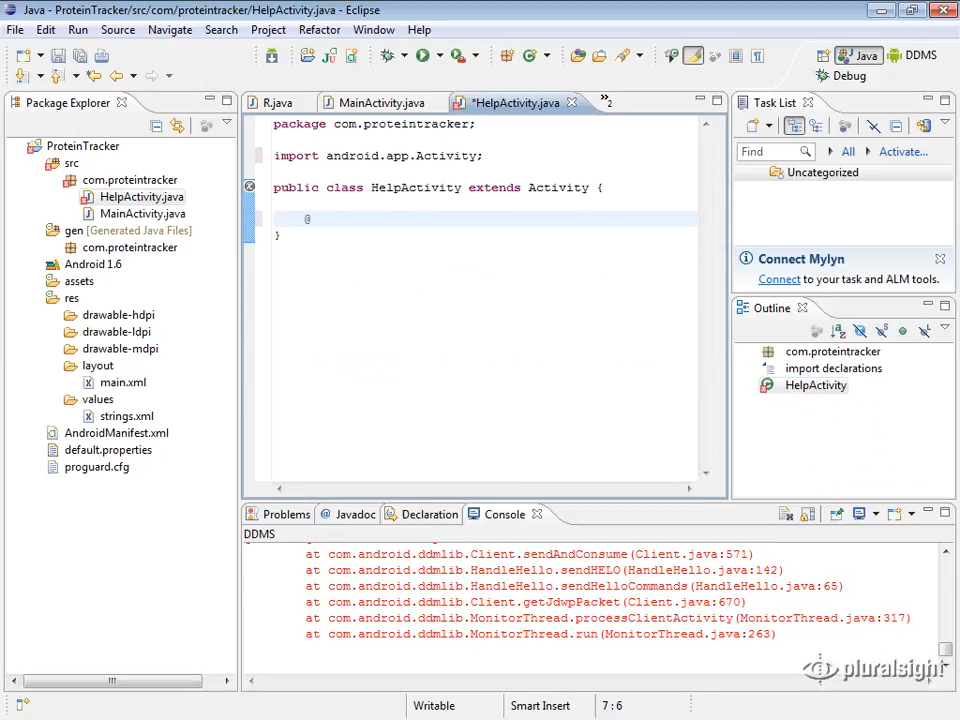 Java - ProteinTracker/src/com/proteintracker/HelpActivity.java - Eclipse
File Edit Run Source Navigate Search Project Refactor Window Help
Java DDMS
Debug
Package Explorer
R.java MainActivity.java *HelpActivity.java »2
Task List
ProteinTracker
src
com.proteintracker
HelpActivity.java
MainActivity.java
gen [Generated Java Files]
com.proteintracker
Android 1.6
assets
res
drawable-hdpi
drawable-ldpi
drawable-mdpi
layout
main.xml
values
strings.xml
AndroidManifest.xml
default.properties
proguard.cfg
package com.proteintracker;
import android.app.Activity;
public class HelpActivity extends Activity {
@
}
Find All Activate...
Uncategorized
Connect Mylyn
Connect to your task and ALM tools.
Outline
com.proteintracker
import declarations
HelpActivity
Problems @ Javadoc Declaration Console
DDMS
at com.android.ddmlib.Client.sendAndConsume(Client.java:571)
at com.android.ddmlib.HandleHello.sendHELO(HandleHello.java:142)
at com.android.ddmlib.HandleHello.sendHelloCommands(HandleHello.java:65)
at com.android.ddmlib.Client.getJdwpPacket(Client.java:670)
at com.android.ddmlib.MonitorThread.processClientActivity(MonitorThread.java:317)
at com.android.ddmlib.MonitorThread.run(MonitorThread.java:263)
pluralsight
Writable Smart Insert 7 : 6